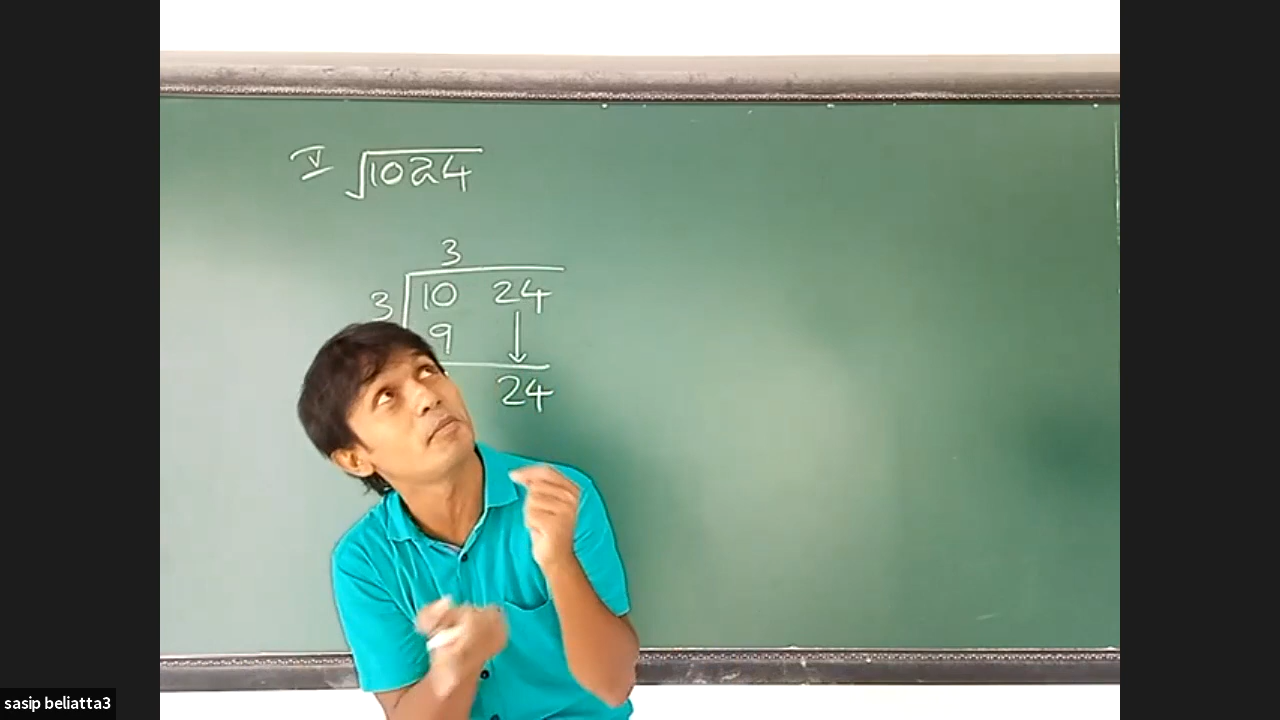 V √1024
3
3 10 24
9 ↓
24
sasip beliatta3